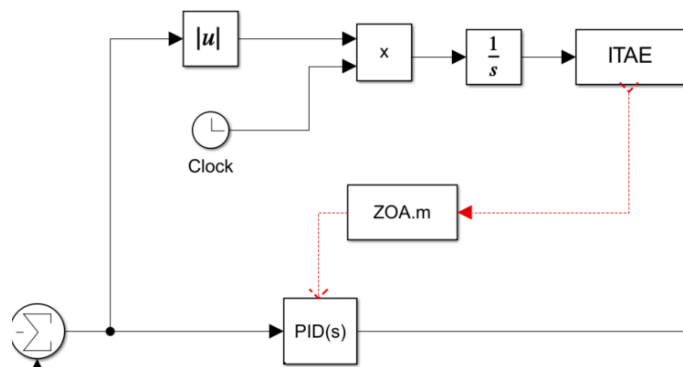 |u|
x
1
s
ITAE
Clock
ZOA.m
- Σ
PID(s)